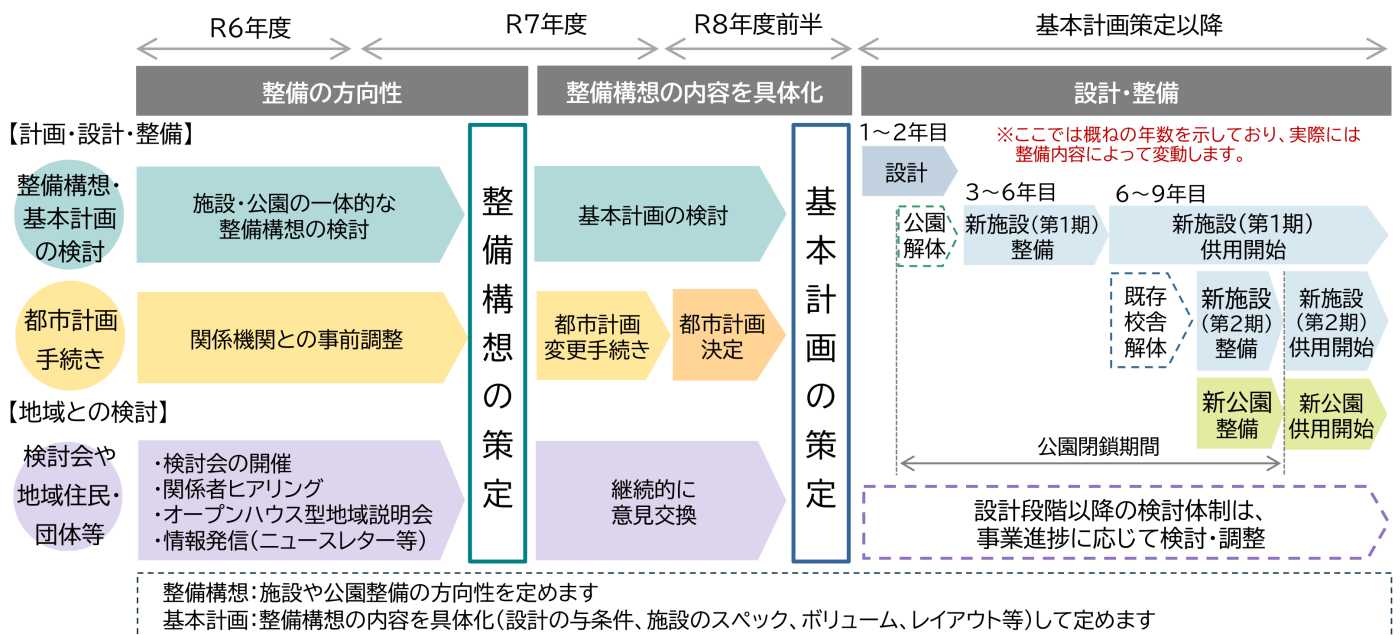 R6年度
R7年度
R8年度前半
基本計画策定以降
整備の方向性
整備構想の内容を具体化
設計・整備
【計画・設計・整備】
整備構想・
基本計画
の検討
施設・公園の一体的な
整備構想の検討
整備構想の策定
基本計画の検討
基本計画の策定
1～2年目
※ここでは概ねの年数を示しており、実際には
整備内容によって変動します。
設計
3～6年目
6～9年目
公園
解体
新施設(第1期)
整備
新施設(第1期)
供用開始
都市計画
手続き
関係機関との事前調整
都市計画
変更手続き
都市計画
決定
既存
校舎
解体
新施設
(第2期)
整備
新施設
(第2期)
供用開始
新公園
整備
新公園
供用開始
公園閉鎖期間
【地域との検討】
検討会や
地域住民・
団体等
・検討会の開催
・関係者ヒアリング
・オープンハウス型地域説明会
・情報発信(ニュースレター等)
継続的に
意見交換
設計段階以降の検討体制は、
事業進捗に応じて検討・調整
整備構想：施設や公園整備の方向性を定めます
基本計画：整備構想の内容を具体化(設計の与条件、施設のスペック、ボリューム、レイアウト等)して定めます